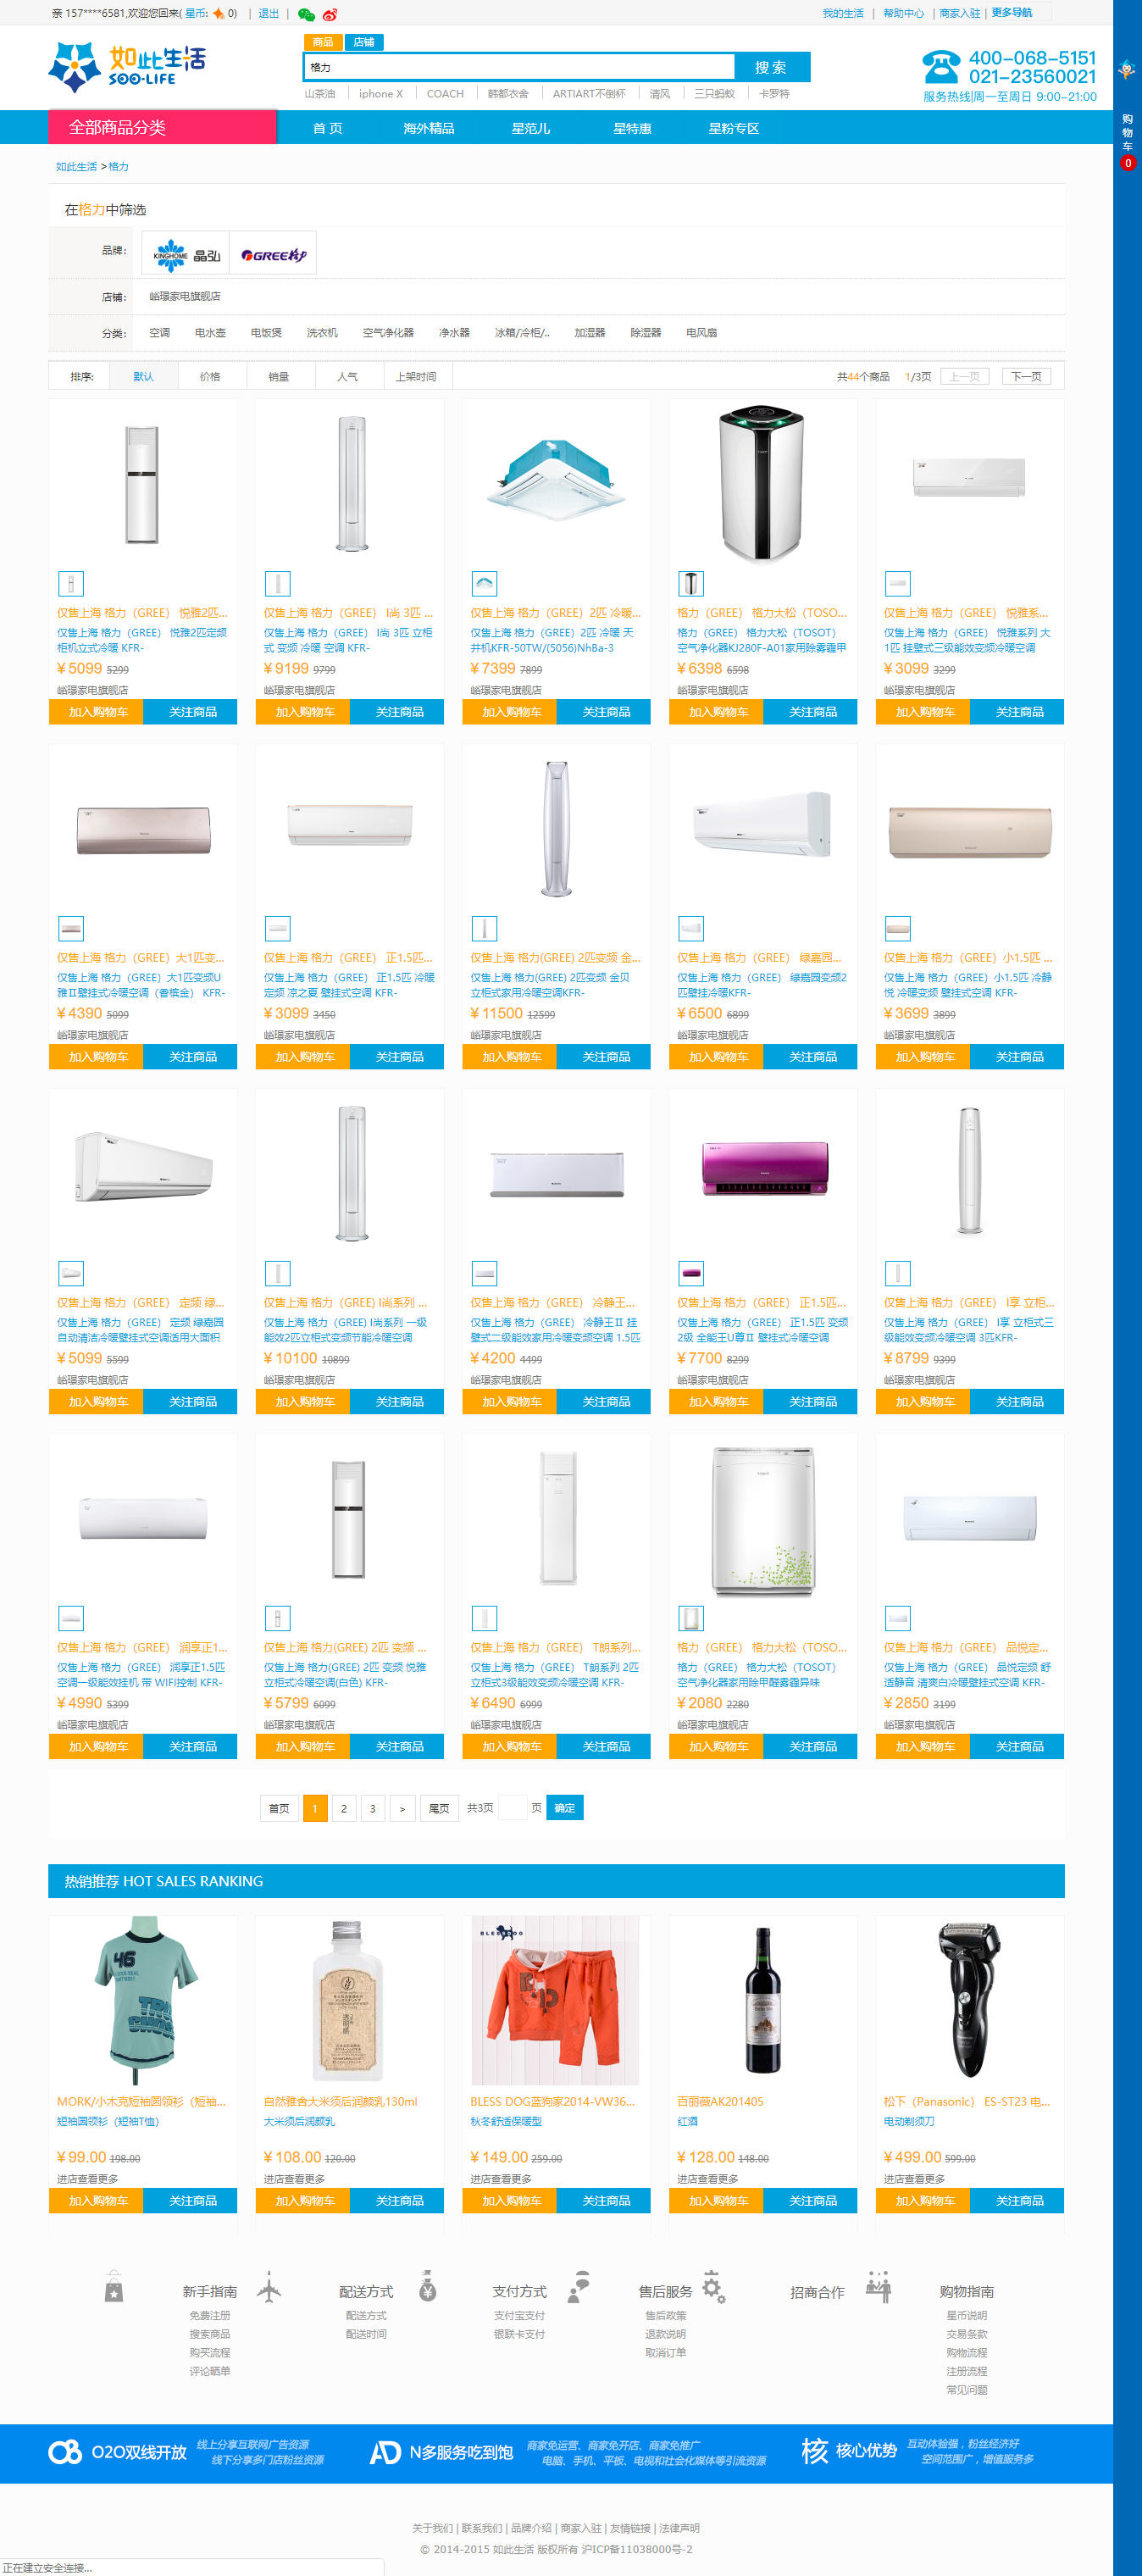 亲 157****6581,欢迎您回来( 星币: 0) | 退出 |
我的生活 | 帮助中心 | 商家入驻 | 更多导航
如此生活
SOO-LIFE
商品 店铺
格力
搜 索
山茶油 iphone X COACH 韩都衣舍 ARTIART不倒杯 清风 三只蚂蚁 卡罗特
400-068-5151
021-23560021
服务热线|周一至周日 9:00-21:00
购物车
0
全部商品分类 首 页 海外精品 星范儿 星特惠 星粉专区
如此生活 >格力
在格力中筛选
品牌: KINGHOME 晶弘 GREE格力
店铺: 峪璟家电旗舰店
分类: 空调 电水壶 电饭煲 洗衣机 空气净化器 净水器 冰箱/冷柜/.. 加湿器 除湿器 电风扇
排序: 默认 价格 销量 人气 上架时间 共44个商品 1/3页 上一页 下一页
仅售上海 格力（GREE） 悦雅2匹...
仅售上海 格力（GREE） 悦雅2匹定频
柜机立式冷暖 KFR-
¥ 5099 5299
峪璟家电旗舰店
加入购物车 关注商品
仅售上海 格力（GREE） I尚 3匹 ...
仅售上海 格力（GREE） I尚 3匹 立柜
式 变频 冷暖 空调 KFR-
¥ 9199 9799
峪璟家电旗舰店
加入购物车 关注商品
仅售上海 格力（GREE）2匹 冷暖...
仅售上海 格力（GREE）2匹 冷暖 天
井机KFR-50TW/(5056)NhBa-3
¥ 7399 7899
峪璟家电旗舰店
加入购物车 关注商品
格力（GREE） 格力大松（TOSO...
格力（GREE） 格力大松（TOSOT）
空气净化器KJ280F-A01家用除雾霾甲
¥ 6398 6598
峪璟家电旗舰店
加入购物车 关注商品
仅售上海 格力（GREE） 悦雅系...
仅售上海 格力（GREE） 悦雅系列 大
1匹 挂壁式三级能效变频冷暖空调
¥ 3099 3299
峪璟家电旗舰店
加入购物车 关注商品
仅售上海 格力（GREE）大1匹变...
仅售上海 格力（GREE）大1匹变频U
雅II壁挂式冷暖空调（香槟金） KFR-
¥ 4390 5099
峪璟家电旗舰店
加入购物车 关注商品
仅售上海 格力（GREE） 正1.5匹...
仅售上海 格力（GREE） 正1.5匹 冷暖
定频 凉之夏 壁挂式空调 KFR-
¥ 3099 3450
峪璟家电旗舰店
加入购物车 关注商品
仅售上海 格力(GREE) 2匹变频 金...
仅售上海 格力(GREE) 2匹变频 金贝
立柜式家用冷暖空调KFR-
¥ 11500 12599
峪璟家电旗舰店
加入购物车 关注商品
仅售上海 格力（GREE） 绿嘉园...
仅售上海 格力（GREE） 绿嘉园变频2
匹壁挂冷暖KFR-
¥ 6500 6899
峪璟家电旗舰店
加入购物车 关注商品
仅售上海 格力（GREE）小1.5匹 ...
仅售上海 格力（GREE）小1.5匹 冷静
悦 冷暖变频 壁挂式空调 KFR-
¥ 3699 3899
峪璟家电旗舰店
加入购物车 关注商品
仅售上海 格力（GREE） 定频 绿...
仅售上海 格力（GREE） 定频 绿嘉园
自动清洁冷暖壁挂式空调适用大面积
¥ 5099 5599
峪璟家电旗舰店
加入购物车 关注商品
仅售上海 格力（GREE) I尚系列 ...
仅售上海 格力（GREE) I尚系列 一级
能效2匹立柜式变频节能冷暖空调
¥ 10100 10899
峪璟家电旗舰店
加入购物车 关注商品
仅售上海 格力（GREE） 冷静王...
仅售上海 格力（GREE） 冷静王II 挂
壁式二级能效家用冷暖变频空调 1.5匹
¥ 4200 4499
峪璟家电旗舰店
加入购物车 关注商品
仅售上海 格力（GREE） 正1.5匹...
仅售上海 格力（GREE） 正1.5匹 变频
2级 全能王U尊II 壁挂式冷暖空调
¥ 7700 8299
峪璟家电旗舰店
加入购物车 关注商品
仅售上海 格力（GREE） I享 立柜...
仅售上海 格力（GREE） I享 立柜式三
级能效变频冷暖空调 3匹KFR-
¥ 8799 9399
峪璟家电旗舰店
加入购物车 关注商品
仅售上海 格力（GREE） 润享正1...
仅售上海 格力（GREE） 润享正1.5匹
空调一级能效挂机 带 WIFI控制 KFR-
¥ 4990 5399
峪璟家电旗舰店
加入购物车 关注商品
仅售上海 格力(GREE) 2匹 变频 ...
仅售上海 格力(GREE) 2匹 变频 悦雅
立柜式冷暖空调(白色) KFR-
¥ 5799 6099
峪璟家电旗舰店
加入购物车 关注商品
仅售上海 格力（GREE） T朗系列...
仅售上海 格力（GREE） T朗系列 2匹
立柜式3级能效变频冷暖空调 KFR-
¥ 6490 6999
峪璟家电旗舰店
加入购物车 关注商品
格力（GREE） 格力大松（TOSO...
格力（GREE） 格力大松（TOSOT）
空气净化器家用除甲醛雾霾异味
¥ 2080 2280
峪璟家电旗舰店
加入购物车 关注商品
仅售上海 格力（GREE） 品悦定...
仅售上海 格力（GREE） 品悦定频 舒
适静音 清爽白冷暖壁挂式空调 KFR-
¥ 2850 3199
峪璟家电旗舰店
加入购物车 关注商品
首页 1 2 3 > 尾页 共3页 页 确定
热销推荐 HOT SALES RANKING
46
BLESS DOG
MORK/小木克短袖圆领衫（短袖...
短袖圆领衫（短袖T恤）
¥ 99.00 198.00
进店查看更多
加入购物车 关注商品
自然雅舍大米须后润颜乳130ml
大米须后润颜乳
¥ 108.00 120.00
进店查看更多
加入购物车 关注商品
BLESS DOG蓝狗家2014-VW36...
秋冬舒适保暖型
¥ 149.00 259.00
进店查看更多
加入购物车 关注商品
百丽薇AK201405
红酒
¥ 128.00 148.00
进店查看更多
加入购物车 关注商品
松下（Panasonic） ES-ST23 电...
电动剃须刀
¥ 499.00 599.00
进店查看更多
加入购物车 关注商品
新手指南
免费注册
搜索商品
购买流程
评论晒单
配送方式
配送方式
配送时间
支付方式
支付宝支付
银联卡支付
售后服务
售后政策
退款说明
取消订单
招商合作
购物指南
星币说明
交易条款
购物流程
注册流程
常见问题
O2O双线开放 线上分享互联网广告资源
线下分享多门店粉丝资源
AD N多服务吃到饱 商家免运营、商家免开店、商家免推广
电脑、手机、平板、电视和社会化媒体等引流资源
核 核心优势 互动体验强，粉丝经济好
空间范围广，增值服务多
关于我们 | 联系我们 | 品牌介绍 | 商家入驻 | 友情链接 | 法律声明
© 2014-2015 如此生活 版权所有 沪ICP备11038000号-2
正在建立安全连接...